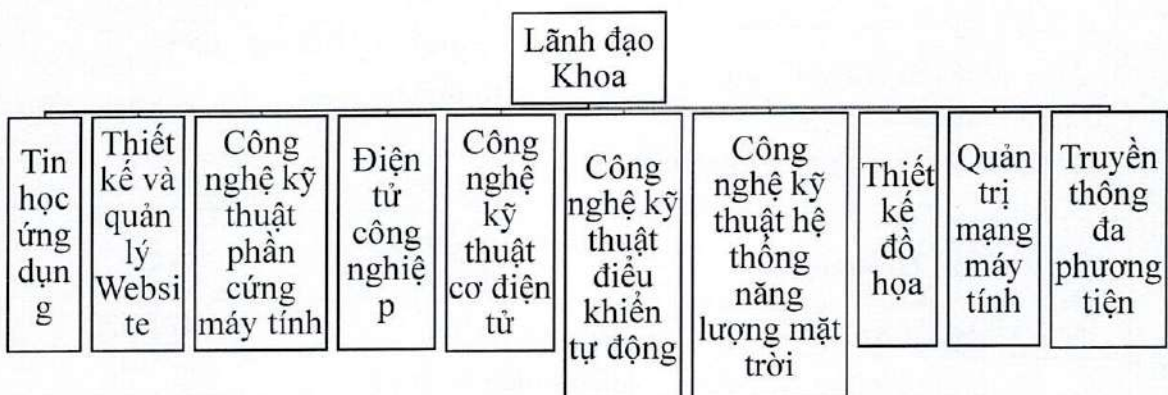 Lãnh đạo
Khoa
Tin
học
ứng
dụn
g
Thiết
kế và
quản
lý
Websi
te
Công
nghệ kỹ
thuật
phần
cứng
máy tính
Điện
tử
công
nghiệ
p
Công
nghệ
kỹ
thuật
cơ điện
tử
Công
nghệ kỹ
thuật
điều
khiển
tự động
Công
nghệ kỹ
thuật hệ
thống
năng
lượng mặt
trời
Thiết
kế
đồ
họa
Quản
trị
mạng
máy
tính
Truyền
thông
đa
phương
tiện